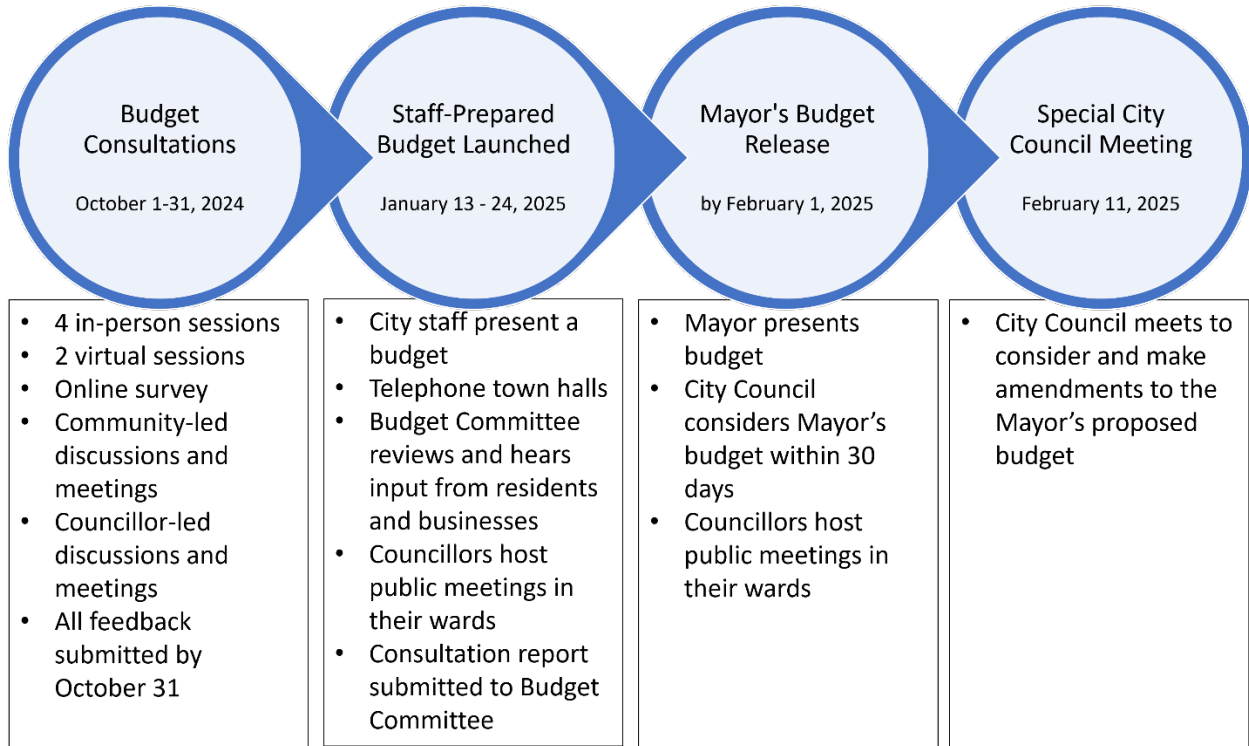 Budget
Consultations
October 1-31, 2024
Staff-Prepared
Budget Launched
January 13 - 24, 2025
Mayor's Budget
Release
by February 1, 2025
Special City
Council Meeting
February 11, 2025
• 4 in-person sessions
• 2 virtual sessions
• Online survey
• Community-led
discussions and
meetings
• Councillor-led
discussions and
meetings
• All feedback
submitted by
October 31
• City staff present a
budget
• Telephone town halls
• Budget Committee
reviews and hears
input from residents
and businesses
• Councillors host
public meetings in
their wards
• Consultation report
submitted to Budget
Committee
• Mayor presents
budget
• City Council
considers Mayor’s
budget within 30
days
• Councillors host
public meetings in
their wards
• City Council meets to
consider and make
amendments to the
Mayor’s proposed
budget